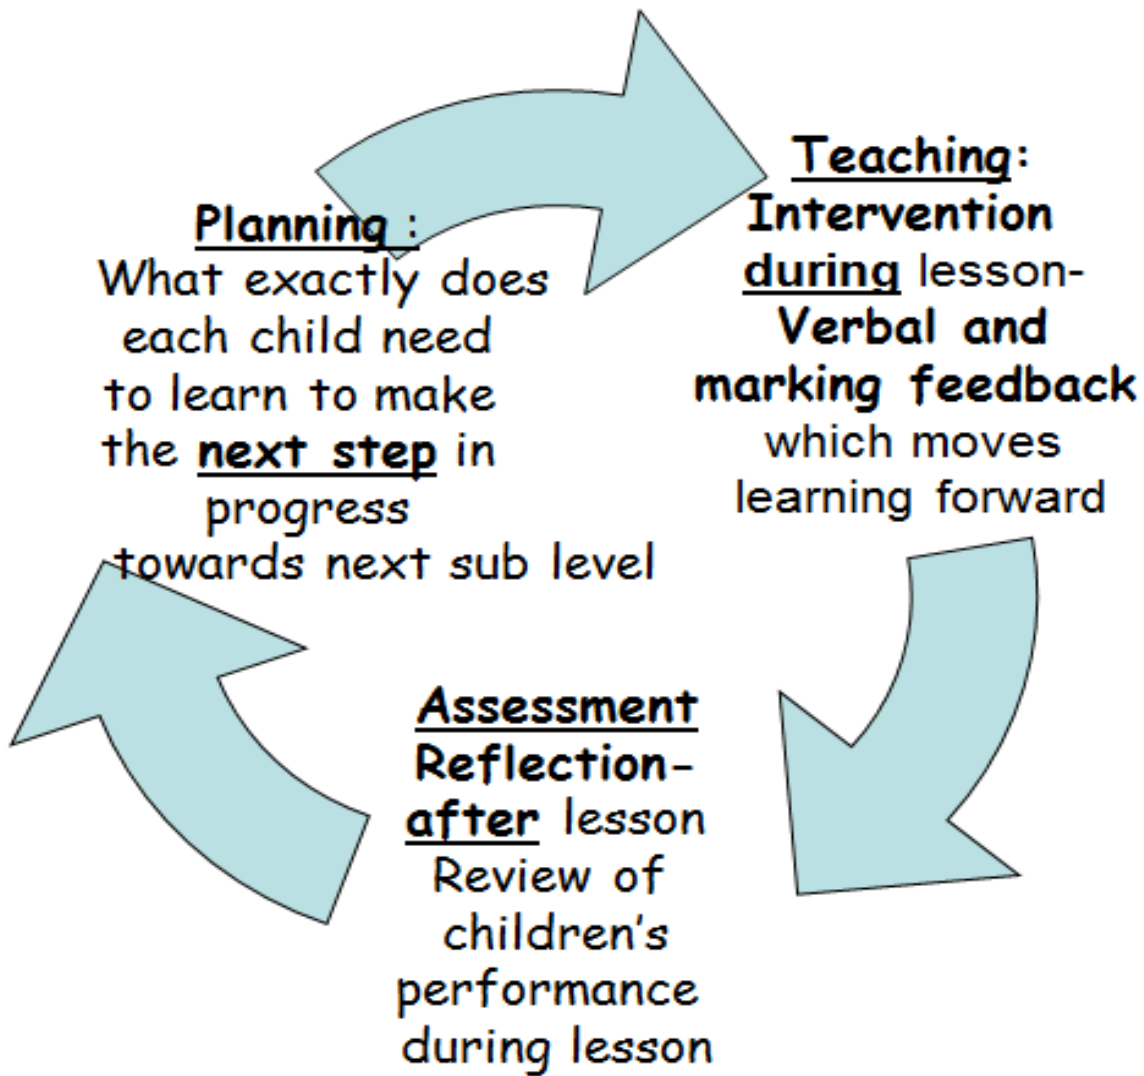 Planning :
What exactly does
each child need
to learn to make
the next step in
progress
towards next sub level
Teaching:
Intervention
during lesson-
Verbal and
marking feedback
which moves
learning forward
Assessment
Reflection-
after lesson
Review of
children's
performance
during lesson